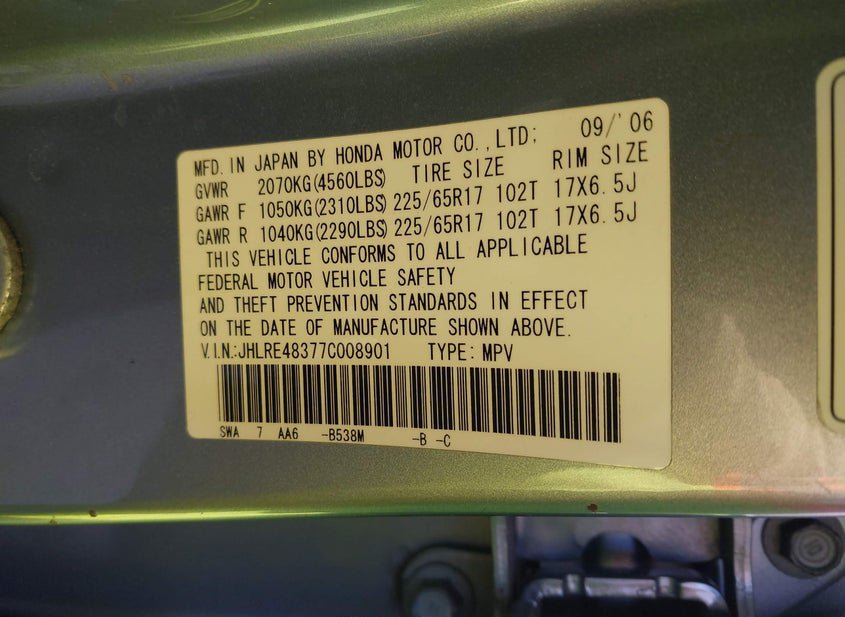 MFD. IN JAPAN BY HONDA MOTOR CO.,LTD; 09/'06
GVWR 2070KG(4560LBS) TIRE SIZE RIM SIZE
GAWR F 1050KG(2310LBS) 225/65R17 102T 17X6.5J
GAWR R 1040KG(2290LBS) 225/65R17 102T 17X6.5J
THIS VEHICLE CONFORMS TO ALL APPLICABLE
FEDERAL MOTOR VEHICLE SAFETY
AND THEFT PREVENTION STANDARDS IN EFFECT
ON THE DATE OF MANUFACTURE SHOWN ABOVE.
V.I.N.:JHLRE48377C008901 TYPE: MPV
SWA 7 AA6 -B538M -B -C